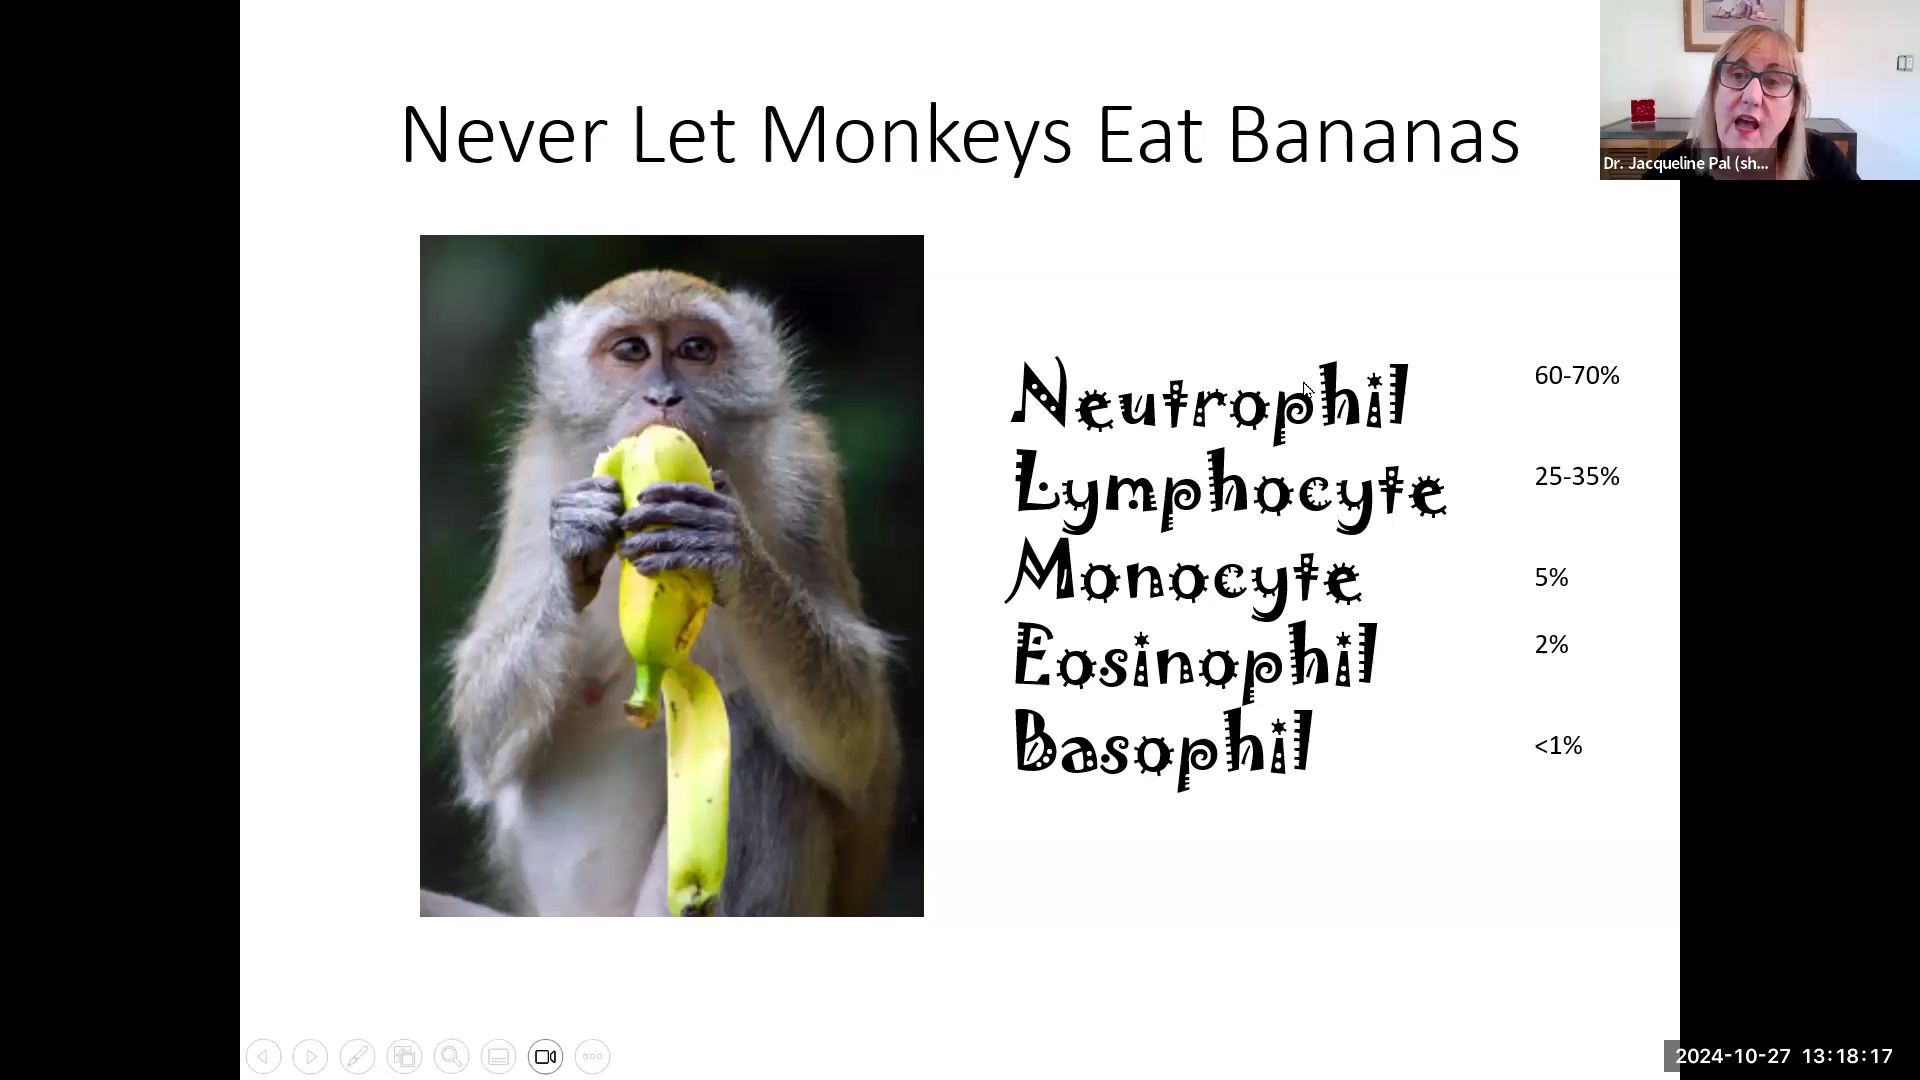 Never Let Monkeys Eat Bananas
Dr. Jacqueline Pal (sh...
Neutrophil 60-70%
Lymphocyte 25-35%
Monocyte 5%
Eosinophil 2%
Basophil <1%
2024-10-27 13:18:17